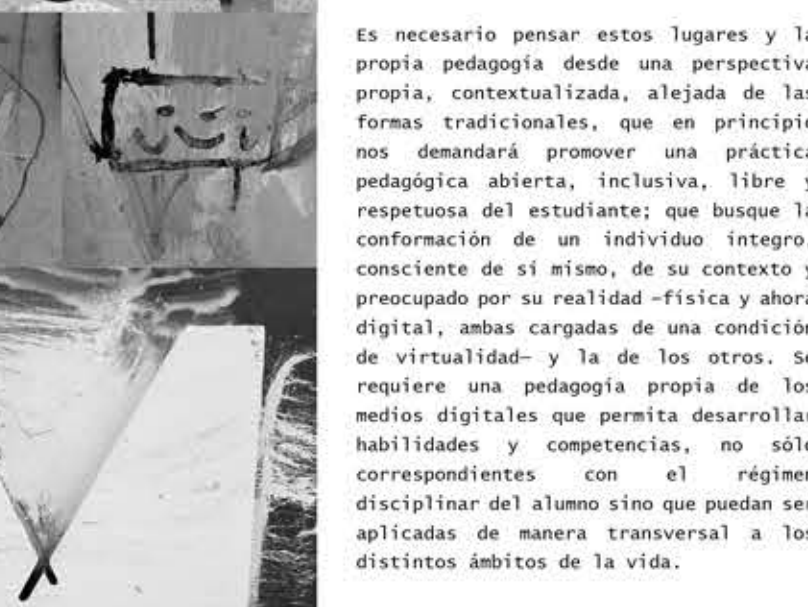 Es necesario pensar estos lugares y la
propia pedagogía desde una perspectiva
propia, contextualizada, alejada de las
formas tradicionales, que en principio
nos demandará promover una práctica
pedagógica abierta, inclusiva, libre y
respetuosa del estudiante; que busque la
conformación de un individuo íntegro,
consciente de sí mismo, de su contexto y
preocupado por su realidad –física y ahora
digital, ambas cargadas de una condición
de virtualidad– y la de los otros. Se
requiere una pedagogía propia de los
medios digitales que permita desarrollar
habilidades y competencias, no sólo
correspondientes con el régimen
disciplinar del alumno sino que puedan ser
aplicadas de manera transversal a los
distintos ámbitos de la vida.